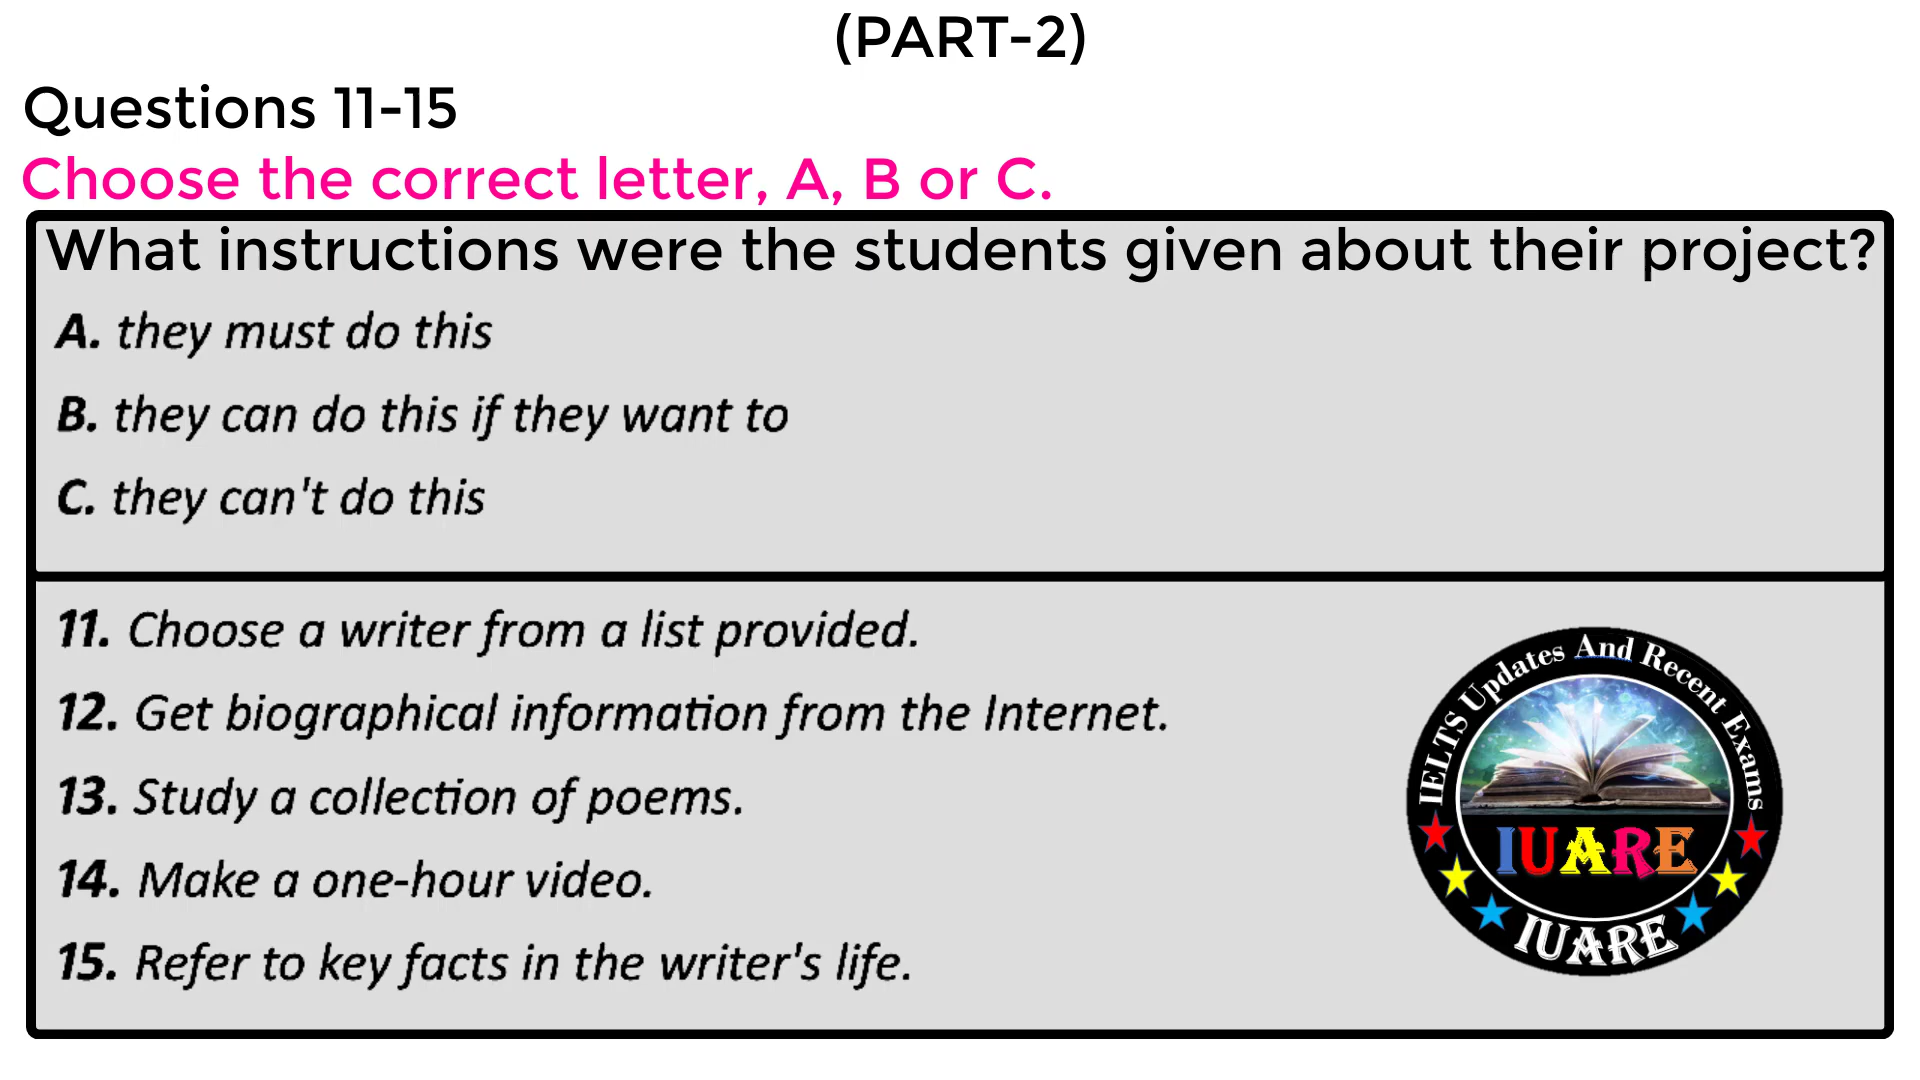 (PART-2)
Questions 11-15
Choose the correct letter, A, B or C.
What instructions were the students given about their project?
A. they must do this
B. they can do this if they want to
C. they can't do this
11. Choose a writer from a list provided.
12. Get biographical information from the Internet.
13. Study a collection of poems.
14. Make a one-hour video.
15. Refer to key facts in the writer's life.
IELTS Updates And Recent Exams
IUARE
IUARE